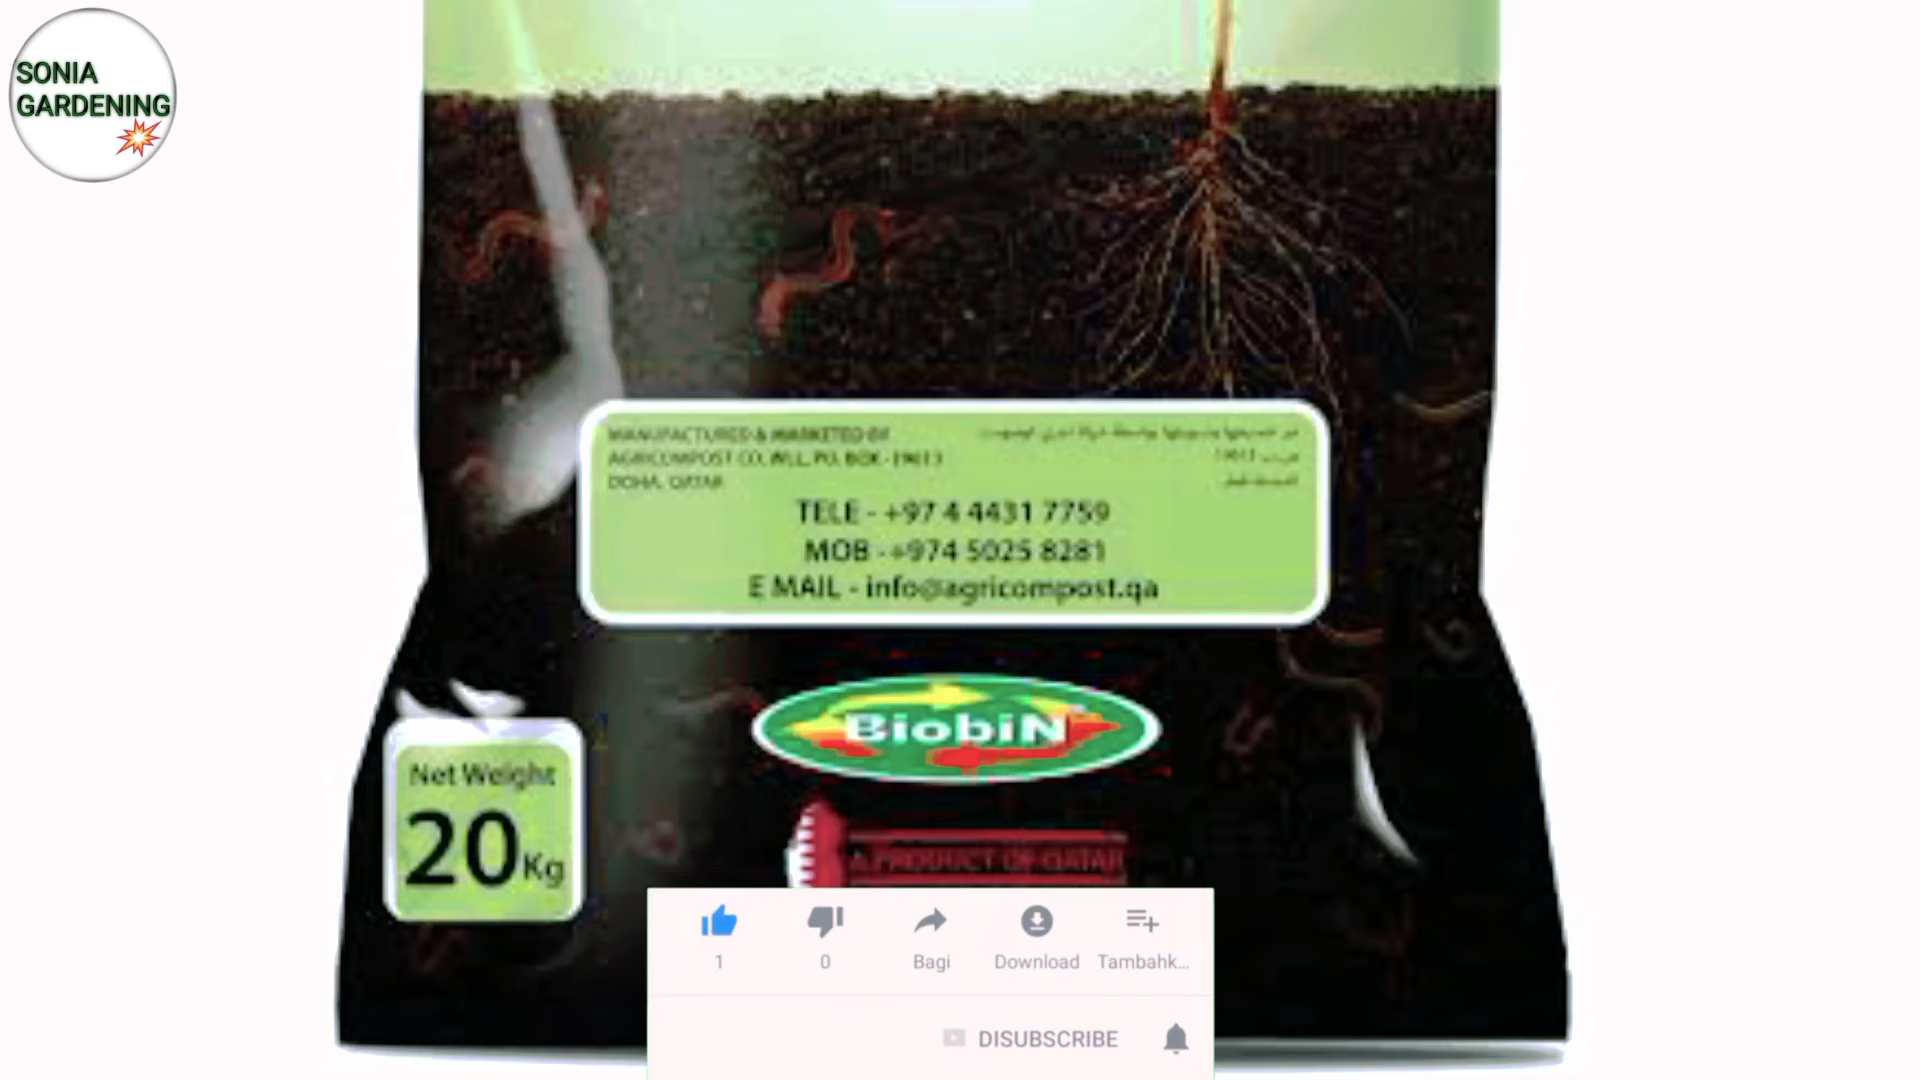 SONIA
GARDENING
MANUFACTURED & MARKETED BY
AGRICOMPOST CO. WLL, P.O. BOX - 19613
DOHA, QATAR
TELE - +97 4 4431 7759
MOB -+974 5025 8281
E MAIL - info@agricompost.qa
BiobiN
Net Weight
20Kg
A PRODUCT OF QATAR
1
0
Bagi
Download
Tambahk...
DISUBSCRIBE